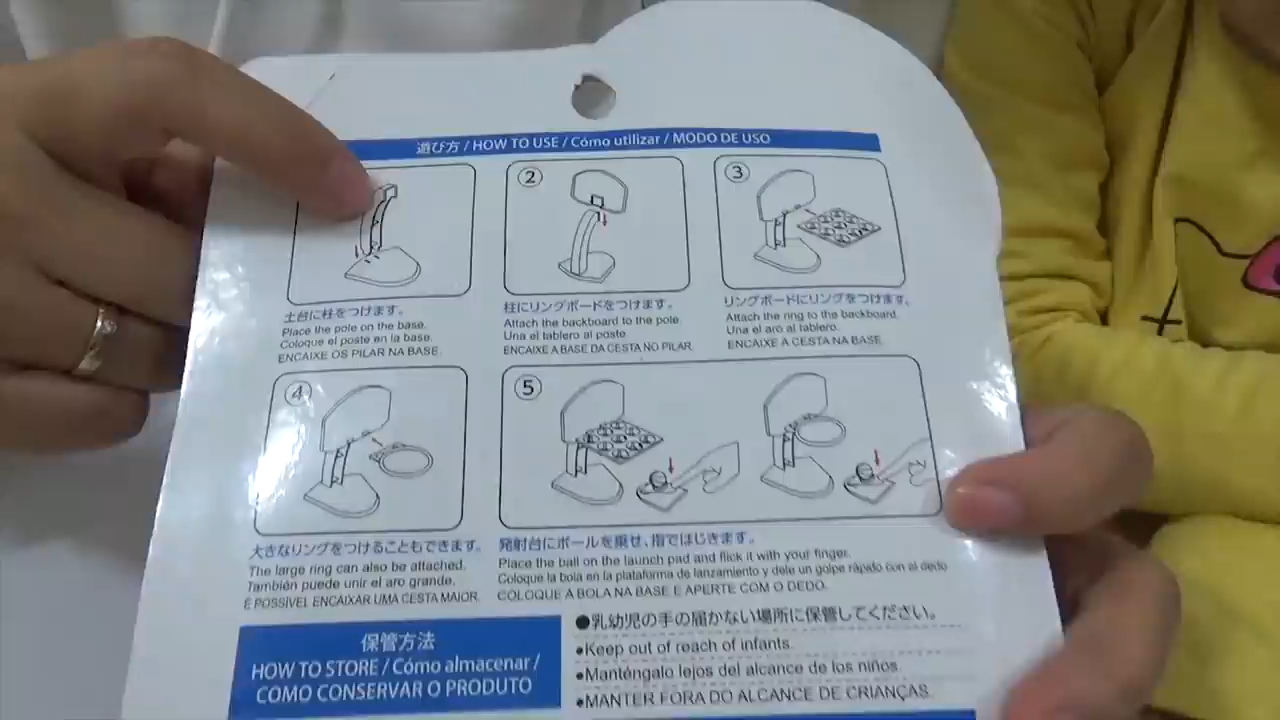 遊び方 / HOW TO USE / Cómo utilizar / MODO DE USO
土台に柱をつけます。
Place the pole on the base.
Coloque el poste en la base.
ENCAIXE OS PILAR NA BASE.
②
柱にリングボードをつけます。
Attach the backboard to the pole.
Una el tablero al poste.
ENCAIXE A BASE DA CESTA NO PILAR.
③
リングボードにリングをつけます。
Attach the ring to the backboard.
Una el aro al tablero.
ENCAIXE A CESTA NA BASE.
④
大きなリングをつけることもできます。
The large ring can also be attached.
También puede unir el aro grande.
É POSSÍVEL ENCAIXAR UMA CESTA MAIOR.
⑤
発射台にボールを乗せ、指ではじきます。
Place the ball on the launch pad and flick it with your finger.
Coloque la bola en la plataforma de lanzamiento y dele un golpe rápido con el dedo.
COLOQUE A BOLA NA BASE E APERTE COM O DEDO.
保管方法
HOW TO STORE / Cómo almacenar /
COMO CONSERVAR O PRODUTO
●乳幼児の手の届かない場所に保管してください。
●Keep out of reach of infants.
●Manténgalo lejos del alcance de los niños.
●MANTER FORA DO ALCANCE DE CRIANÇAS.